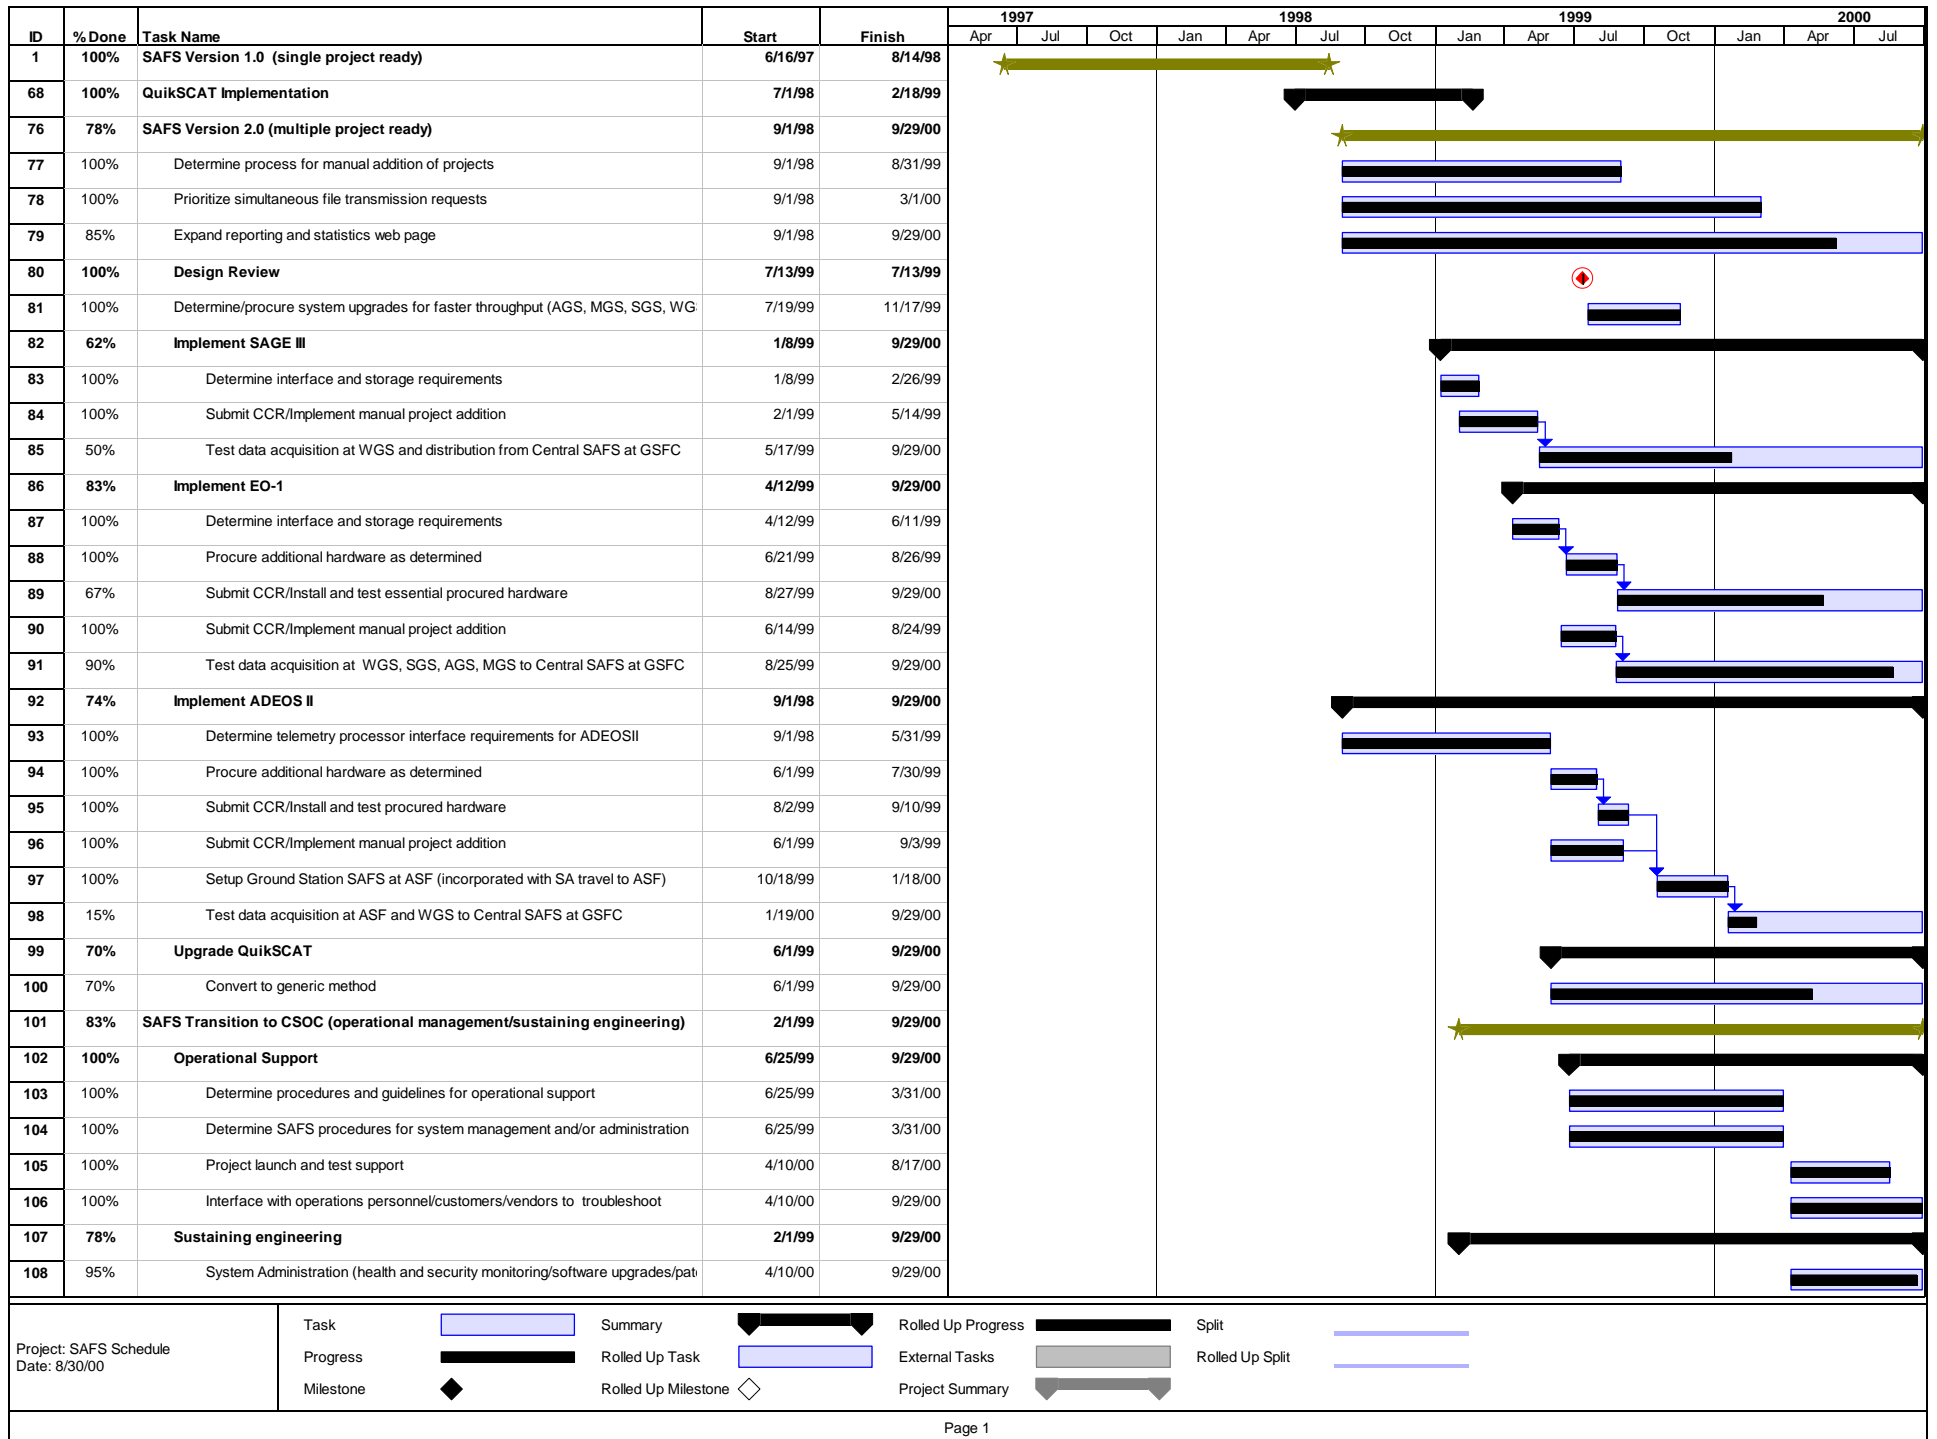 1997 1998 1999 2000
ID % Done Task Name Start Finish Apr Jul Oct Jan Apr Jul Oct Jan Apr Jul Oct Jan Apr Jul
1 100% SAFS Version 1.0 (single project ready) 6/16/97 8/14/98
68 100% QuikSCAT Implementation 7/1/98 2/18/99
76 78% SAFS Version 2.0 (multiple project ready) 9/1/98 9/29/00
77 100% Determine process for manual addition of projects 9/1/98 8/31/99
78 100% Prioritize simultaneous file transmission requests 9/1/98 3/1/00
79 85% Expand reporting and statistics web page 9/1/98 9/29/00
80 100% Design Review 7/13/99 7/13/99
81 100% Determine/procure system upgrades for faster throughput (AGS, MGS, SGS, WG 7/19/99 11/17/99
82 62% Implement SAGE III 1/8/99 9/29/00
83 100% Determine interface and storage requirements 1/8/99 2/26/99
84 100% Submit CCR/Implement manual project addition 2/1/99 5/14/99
85 50% Test data acquisition at WGS and distribution from Central SAFS at GSFC 5/17/99 9/29/00
86 83% Implement EO-1 4/12/99 9/29/00
87 100% Determine interface and storage requirements 4/12/99 6/11/99
88 100% Procure additional hardware as determined 6/21/99 8/26/99
89 67% Submit CCR/Install and test essential procured hardware 8/27/99 9/29/00
90 100% Submit CCR/Implement manual project addition 6/14/99 8/24/99
91 90% Test data acquisition at WGS, SGS, AGS, MGS to Central SAFS at GSFC 8/25/99 9/29/00
92 74% Implement ADEOS II 9/1/98 9/29/00
93 100% Determine telemetry processor interface requirements for ADEOSII 9/1/98 5/31/99
94 100% Procure additional hardware as determined 6/1/99 7/30/99
95 100% Submit CCR/Install and test procured hardware 8/2/99 9/10/99
96 100% Submit CCR/Implement manual project addition 6/1/99 9/3/99
97 100% Setup Ground Station SAFS at ASF (incorporated with SA travel to ASF) 10/18/99 1/18/00
98 15% Test data acquisition at ASF and WGS to Central SAFS at GSFC 1/19/00 9/29/00
99 70% Upgrade QuikSCAT 6/1/99 9/29/00
100 70% Convert to generic method 6/1/99 9/29/00
101 83% SAFS Transition to CSOC (operational management/sustaining engineering) 2/1/99 9/29/00
102 100% Operational Support 6/25/99 9/29/00
103 100% Determine procedures and guidelines for operational support 6/25/99 3/31/00
104 100% Determine SAFS procedures for system management and/or administration 6/25/99 3/31/00
105 100% Project launch and test support 4/10/00 8/17/00
106 100% Interface with operations personnel/customers/vendors to troubleshoot 4/10/00 9/29/00
107 78% Sustaining engineering 2/1/99 9/29/00
108 95% System Administration (health and security monitoring/software upgrades/pat 4/10/00 9/29/00
Project: SAFS Schedule
Date: 8/30/00
Task Summary Rolled Up Progress Split
Progress Rolled Up Task External Tasks Rolled Up Split
Milestone Rolled Up Milestone Project Summary
Page 1